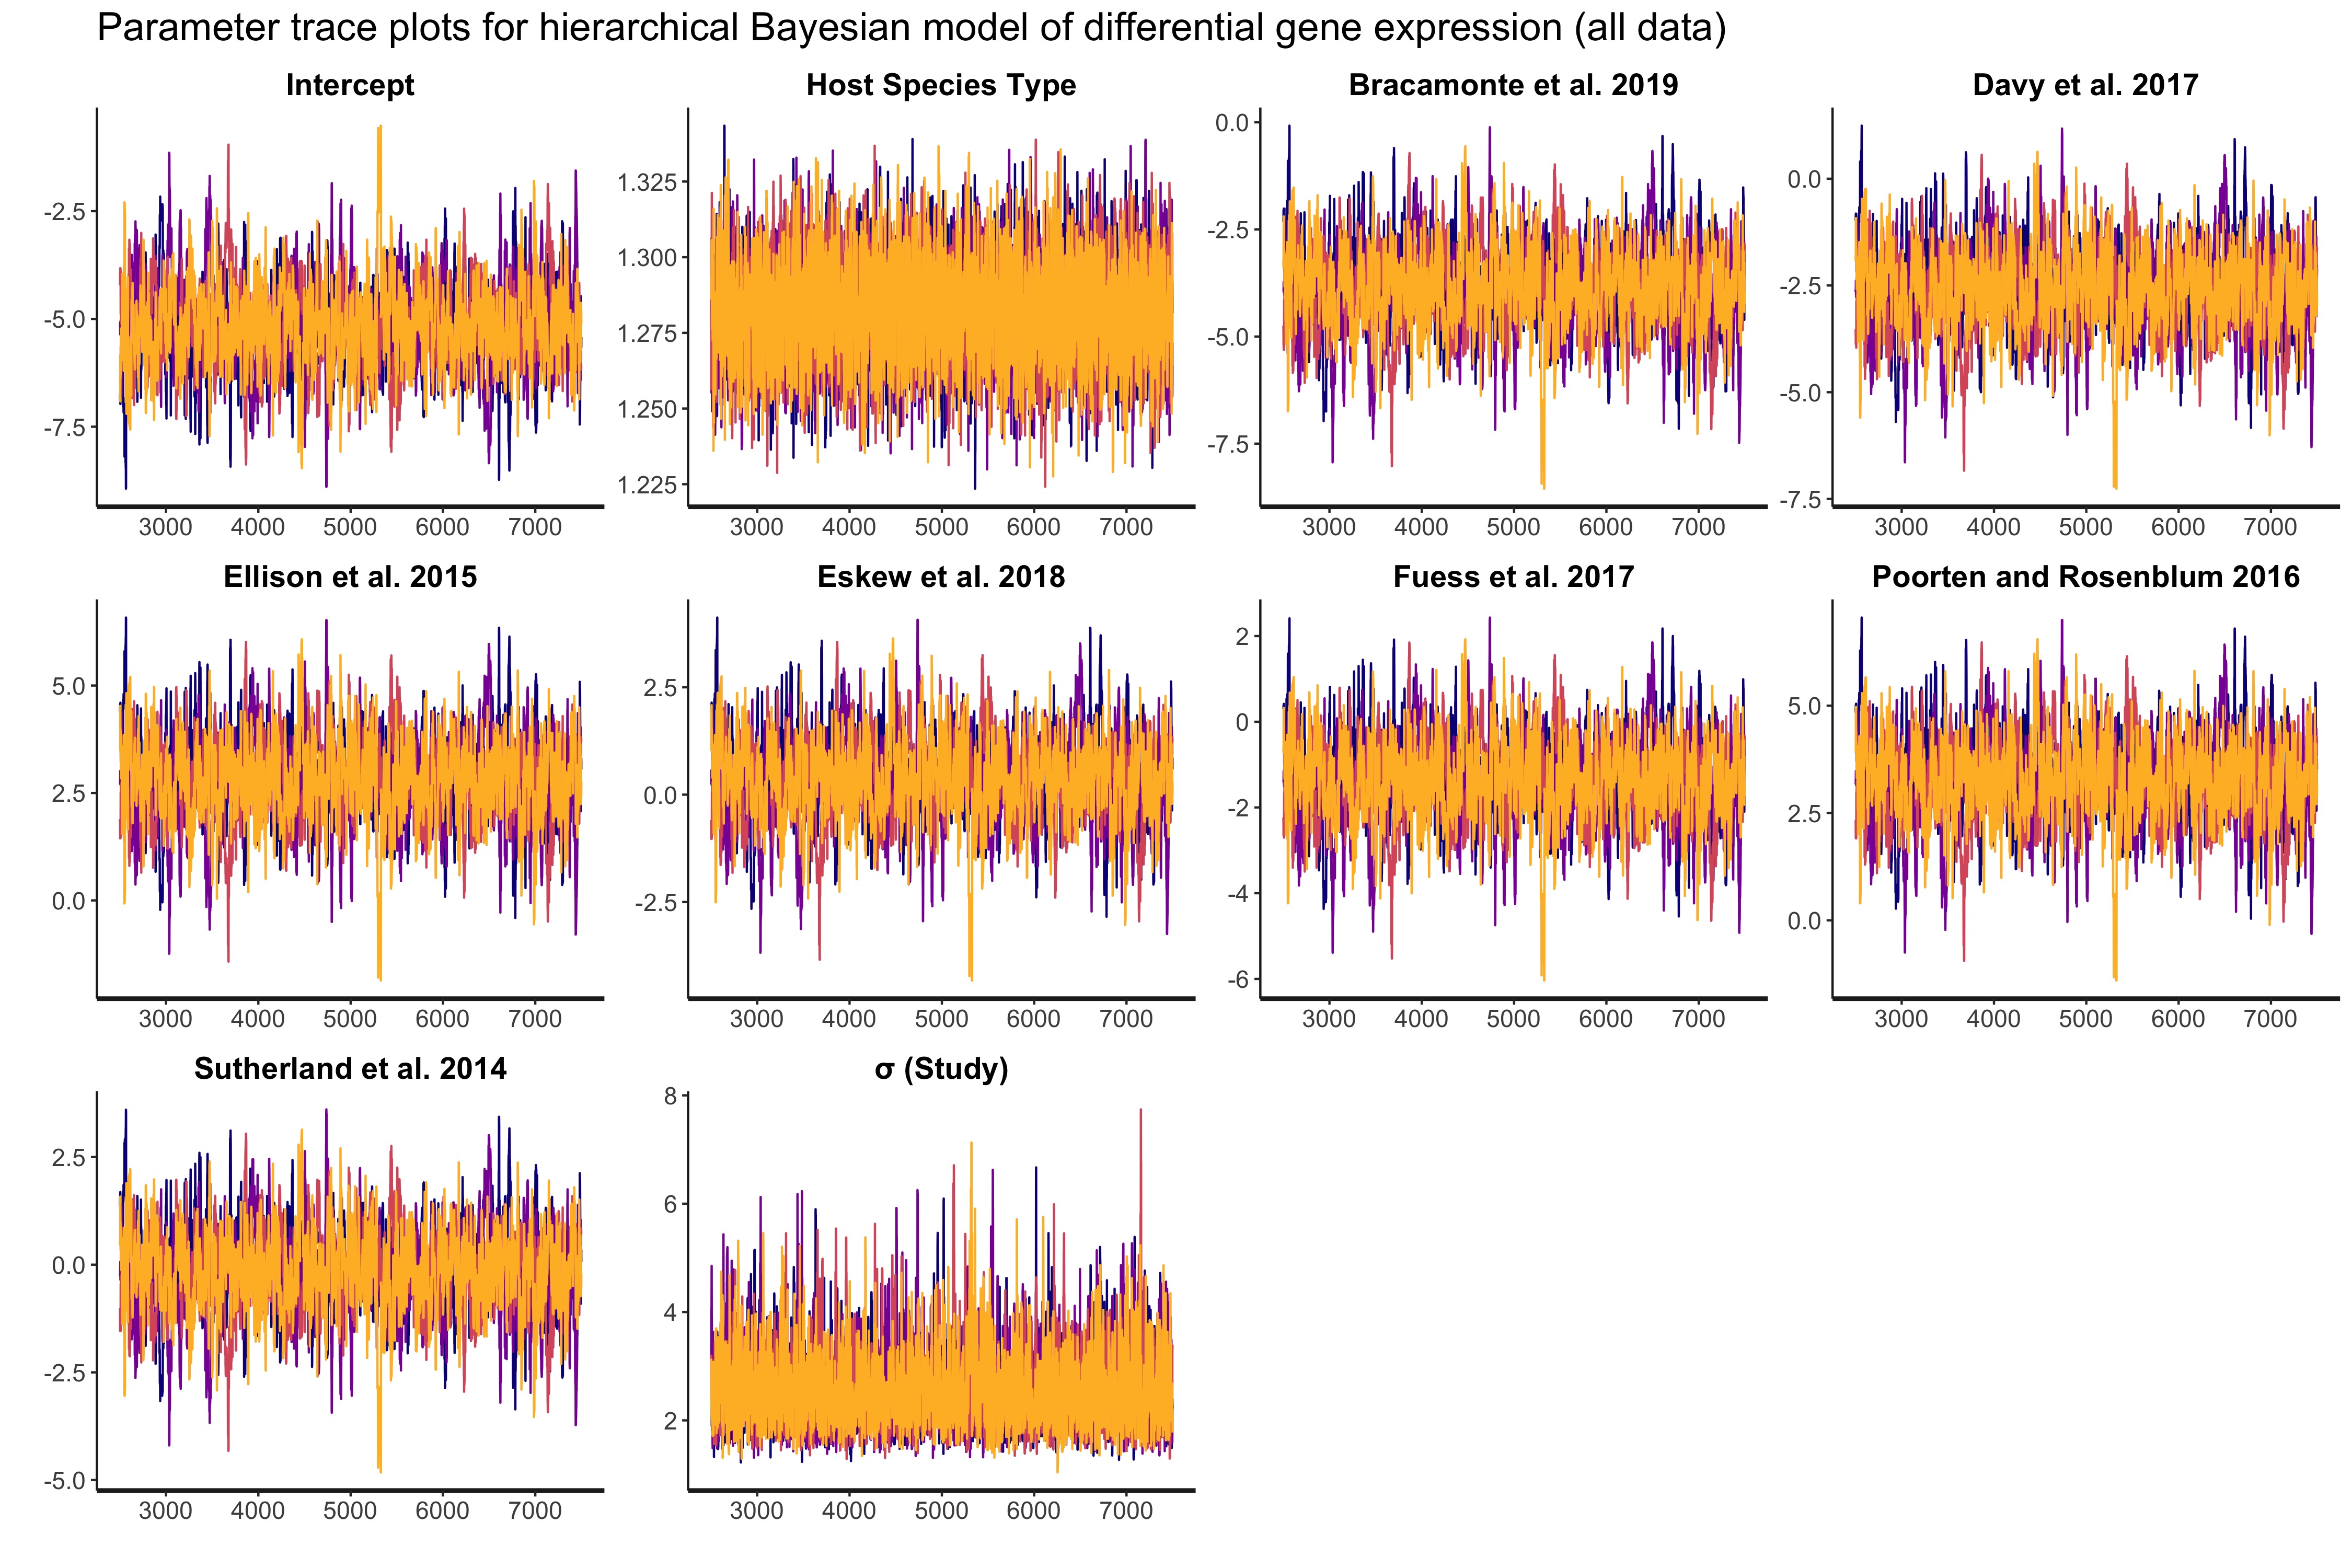 Parameter trace plots for hierarchical Bayesian model of differential gene expression (all data)
Intercept
-2.5
-5.0
-7.5
3000 4000 5000 6000 7000
Host Species Type
1.325
1.300
1.275
1.250
1.225
3000 4000 5000 6000 7000
Bracamonte et al. 2019
0.0
-2.5
-5.0
-7.5
3000 4000 5000 6000 7000
Davy et al. 2017
0.0
-2.5
-5.0
-7.5
3000 4000 5000 6000 7000
Ellison et al. 2015
5.0
2.5
0.0
3000 4000 5000 6000 7000
Eskew et al. 2018
2.5
0.0
-2.5
3000 4000 5000 6000 7000
Fuess et al. 2017
2
0
-2
-4
-6
3000 4000 5000 6000 7000
Poorten and Rosenblum 2016
5.0
2.5
0.0
3000 4000 5000 6000 7000
Sutherland et al. 2014
2.5
0.0
-2.5
-5.0
3000 4000 5000 6000 7000
σ (Study)
8
6
4
2
3000 4000 5000 6000 7000